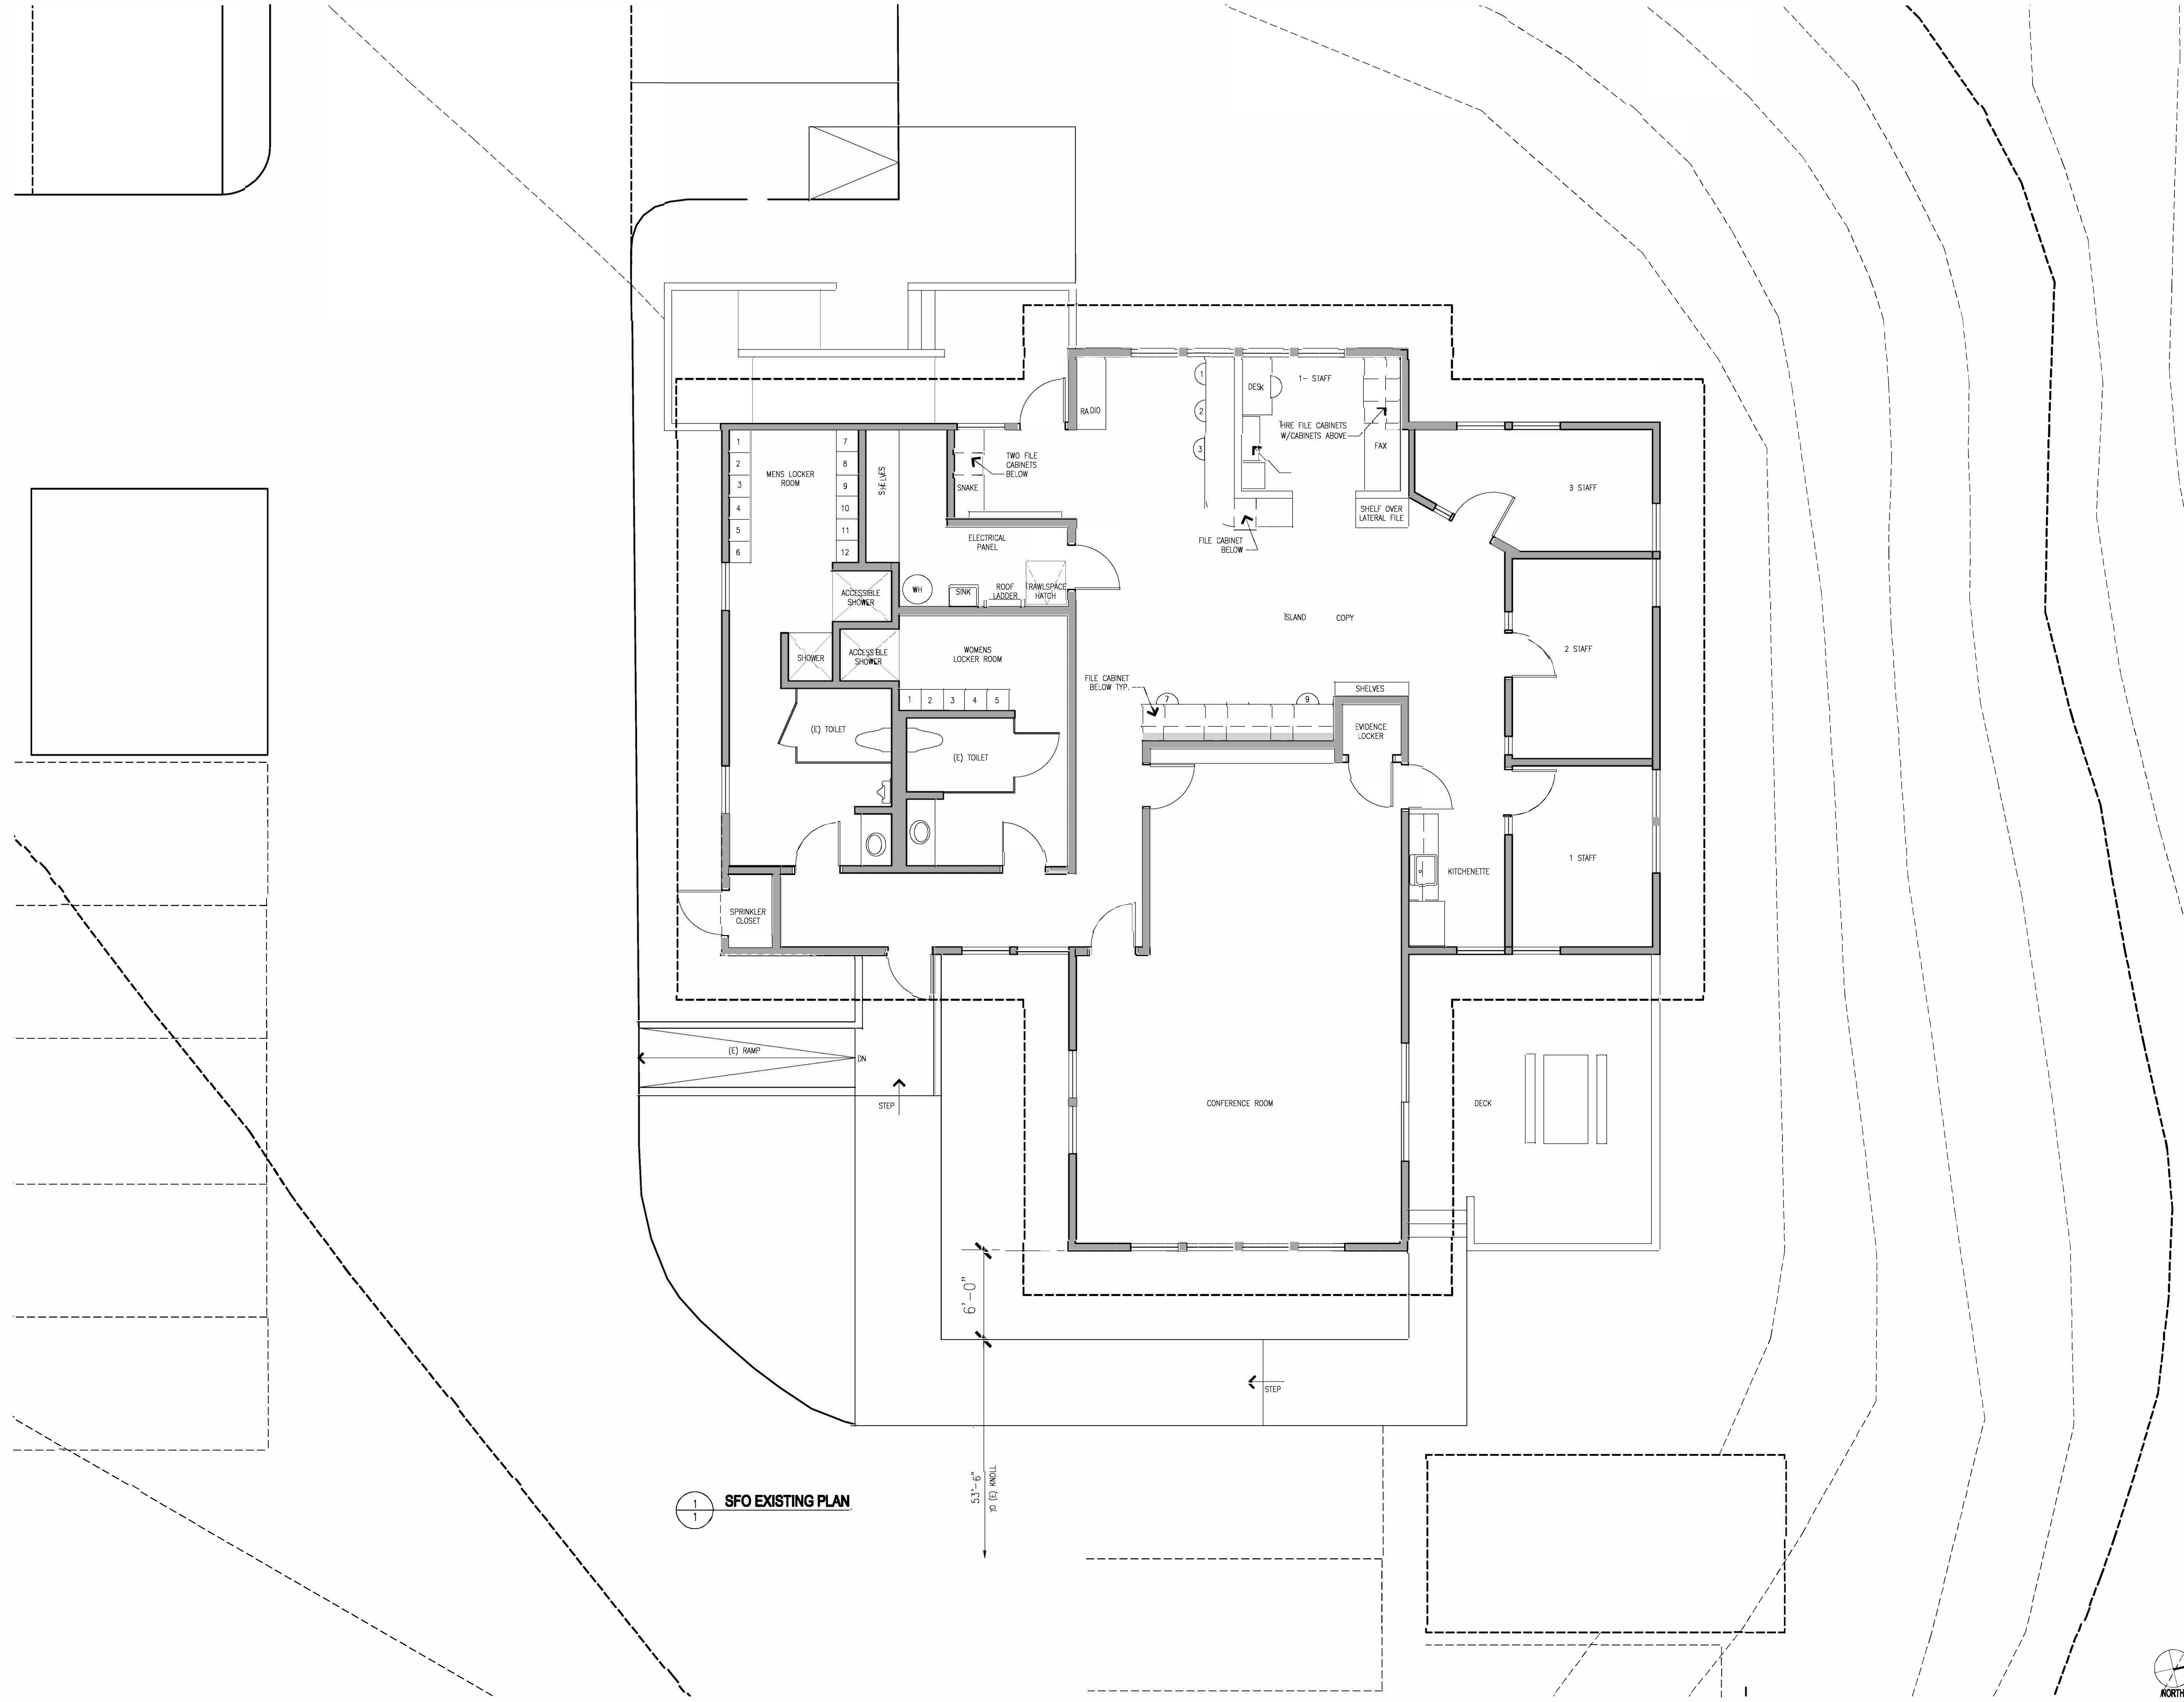 1
2
3
4
5
6
MENS LOCKER
ROOM
7
8
9
10
11
12
SHELVES
TWO FILE
CABINETS
BELOW
SNAKE
RADIO
1
2
3
DESK
1- STAFF
THRE FILE CABINETS
W/CABINETS ABOVE
FAX
SHELF OVER
LATERAL FILE
FILE CABINET
BELOW
3 STAFF
ELECTRICAL
PANEL
WH
SINK
ROOF
LADDER
CRAWLSPACE
HATCH
ACCESSIBLE
SHOWER
SHOWER
ACCESSIBLE
SHOWER
WOMENS
LOCKER ROOM
1 2 3 4 5
ISLAND COPY
2 STAFF
FILE CABINET
BELOW TYP.
7
9
SHELVES
EVIDENCE
LOCKER
(E) TOILET
(E) TOILET
1 STAFF
KITCHENETTE
SPRINKLER
CLOSET
(E) RAMP
DN
STEP
CONFERENCE ROOM
DECK
6'-0"
STEP
53'-6"
TO (E) KNOLL
1
1
SFO EXISTING PLAN
NORTH